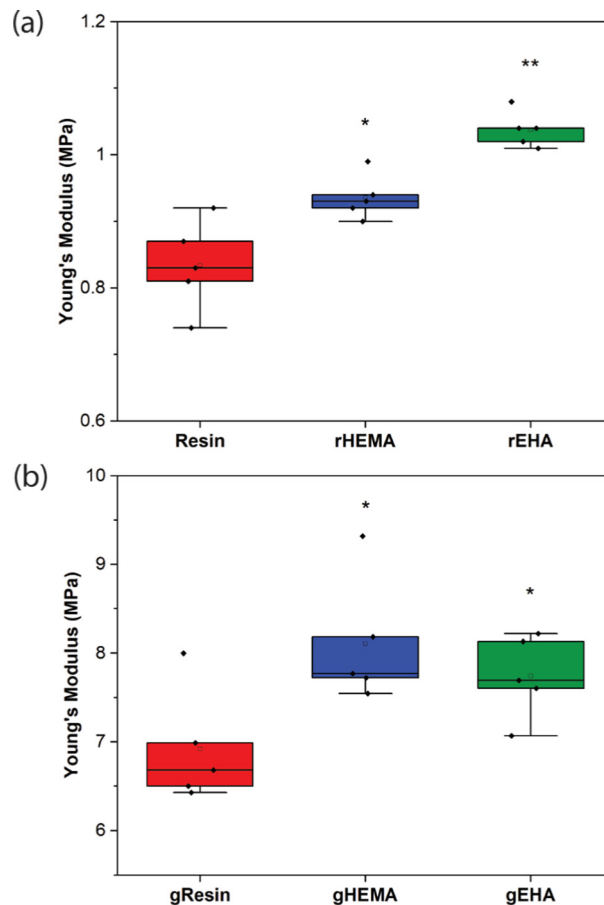 (a)
Young's Modulus (MPa)
1.2
1
0.8
0.6
*
**
Resin rHEMA rEHA
(b)
Young's Modulus (MPa)
10
9
8
7
6
*
*
gResin gHEMA gEHA